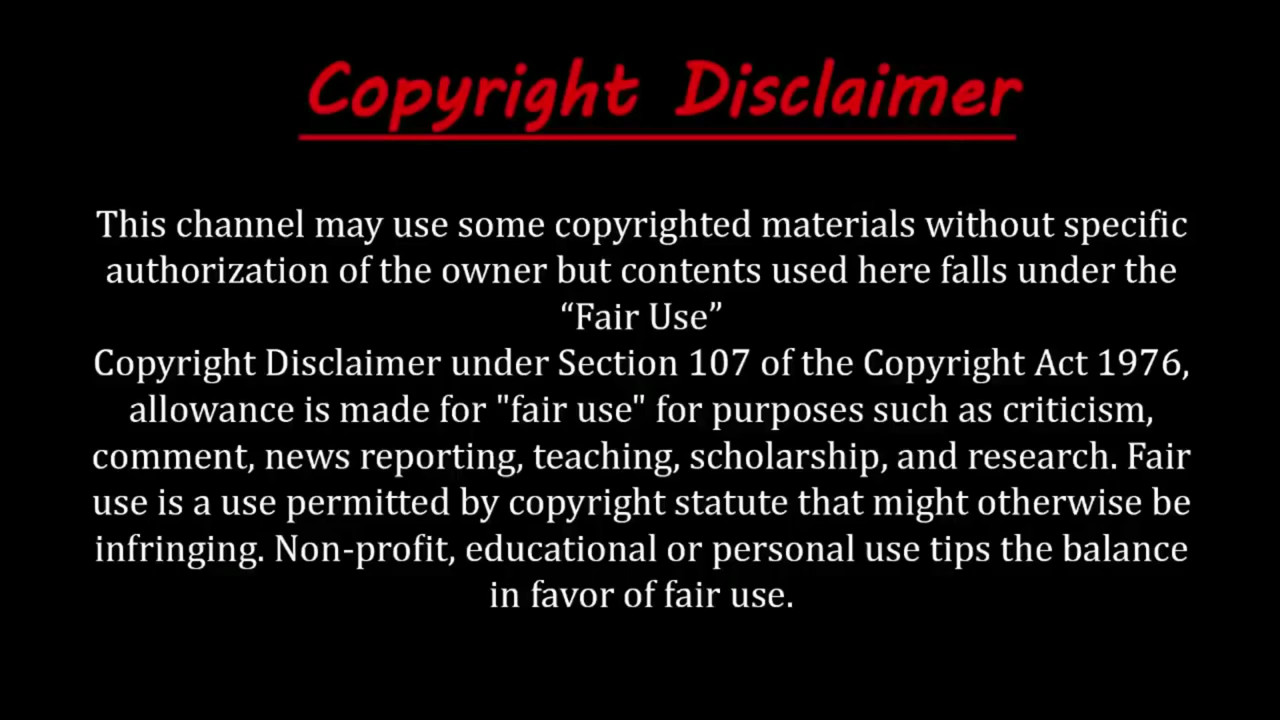 Copyright Disclaimer
This channel may use some copyrighted materials without specific
authorization of the owner but contents used here falls under the
“Fair Use”
Copyright Disclaimer under Section 107 of the Copyright Act 1976,
allowance is made for "fair use" for purposes such as criticism,
comment, news reporting, teaching, scholarship, and research. Fair
use is a use permitted by copyright statute that might otherwise be
infringing. Non-profit, educational or personal use tips the balance
in favor of fair use.